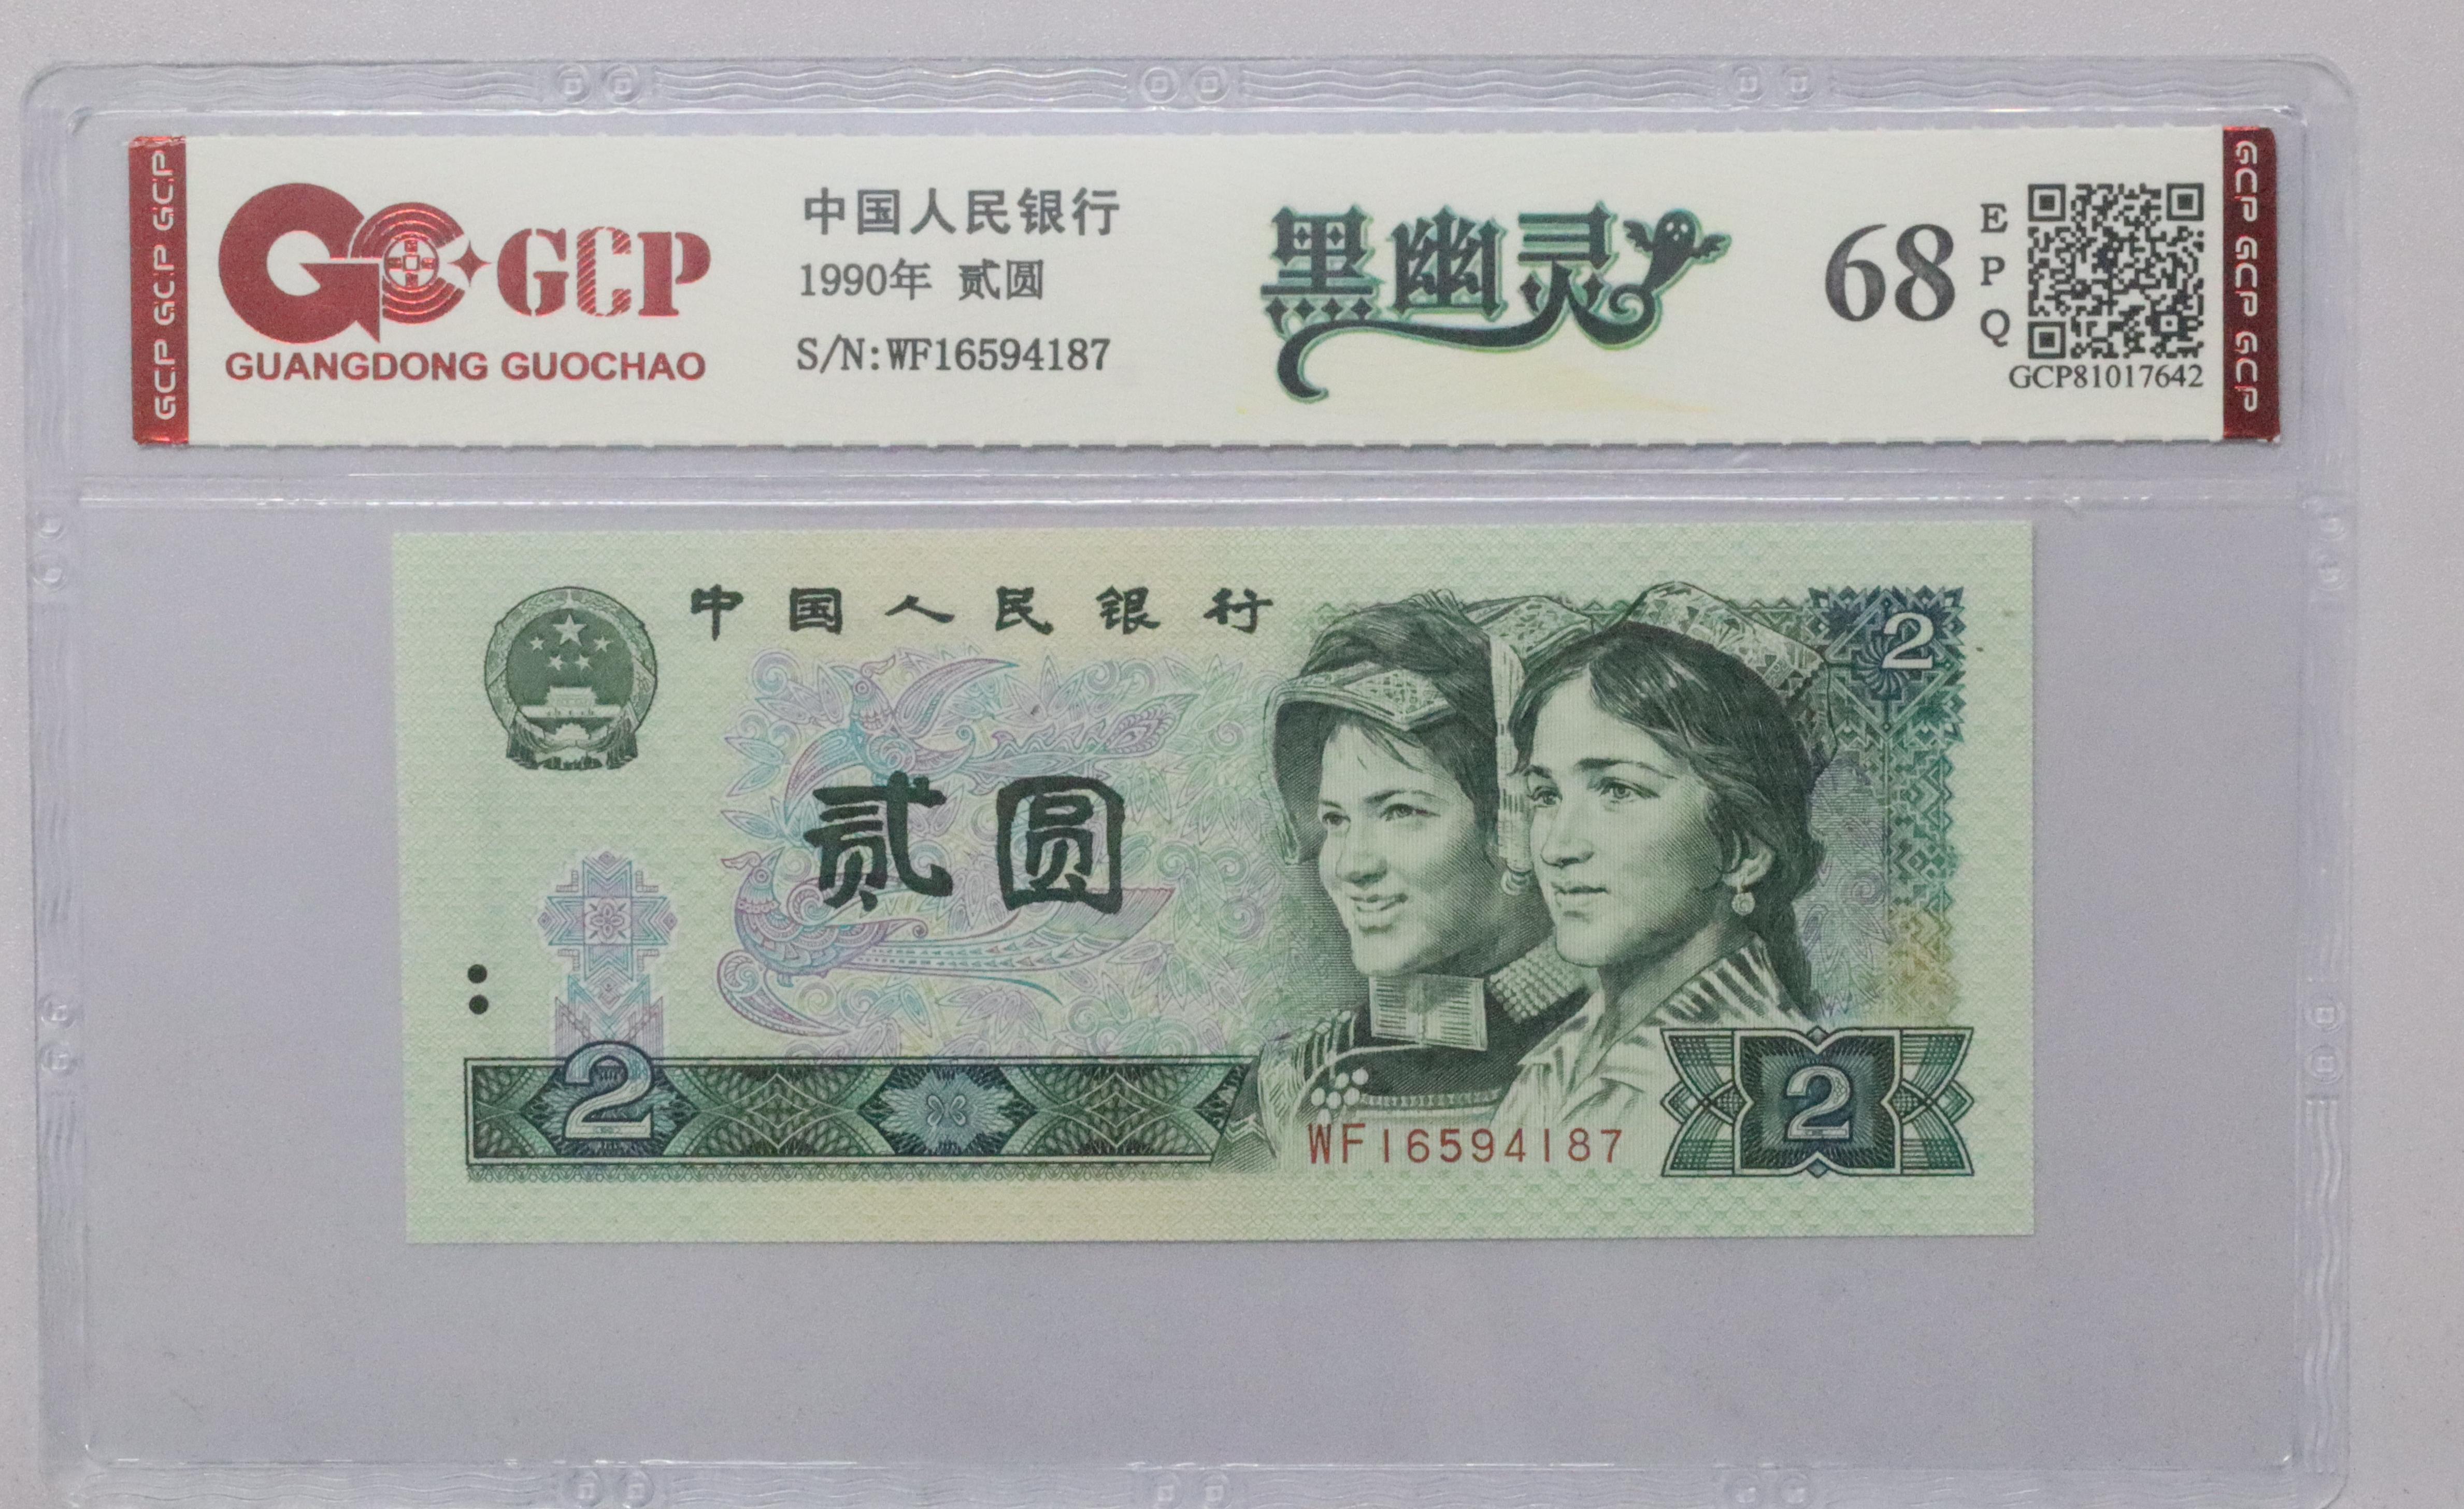 GCP GCP GCP
GCP
GUANGDONG GUOCHAO
中国人民银行
1990年 贰圆
S/N:WF16594187
黑幽灵
68
EPQ
GCP81017642
GCP GCP GCP
中国人民银行
2
贰圆
2
WF16594187
2